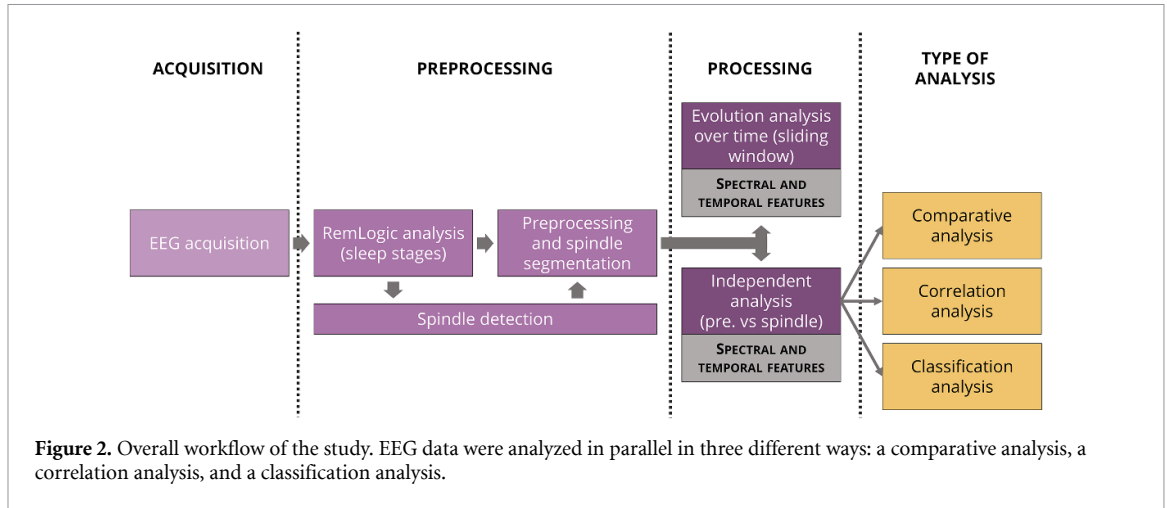 ACQUISITION
PREPROCESSING
PROCESSING
TYPE OF
ANALYSIS
EEG acquisition
RemLogic analysis
(sleep stages)
Preprocessing
and spindle
segmentation
Spindle detection
Evolution analysis
over time (sliding
window)
SPECTRAL AND
TEMPORAL FEATURES
Independent
analysis
(pre. vs spindle)
SPECTRAL AND
TEMPORAL FEATURES
Comparative
analysis
Correlation
analysis
Classification
analysis
Figure 2. Overall workflow of the study. EEG data were analyzed in parallel in three different ways: a comparative analysis, a
correlation analysis, and a classification analysis.